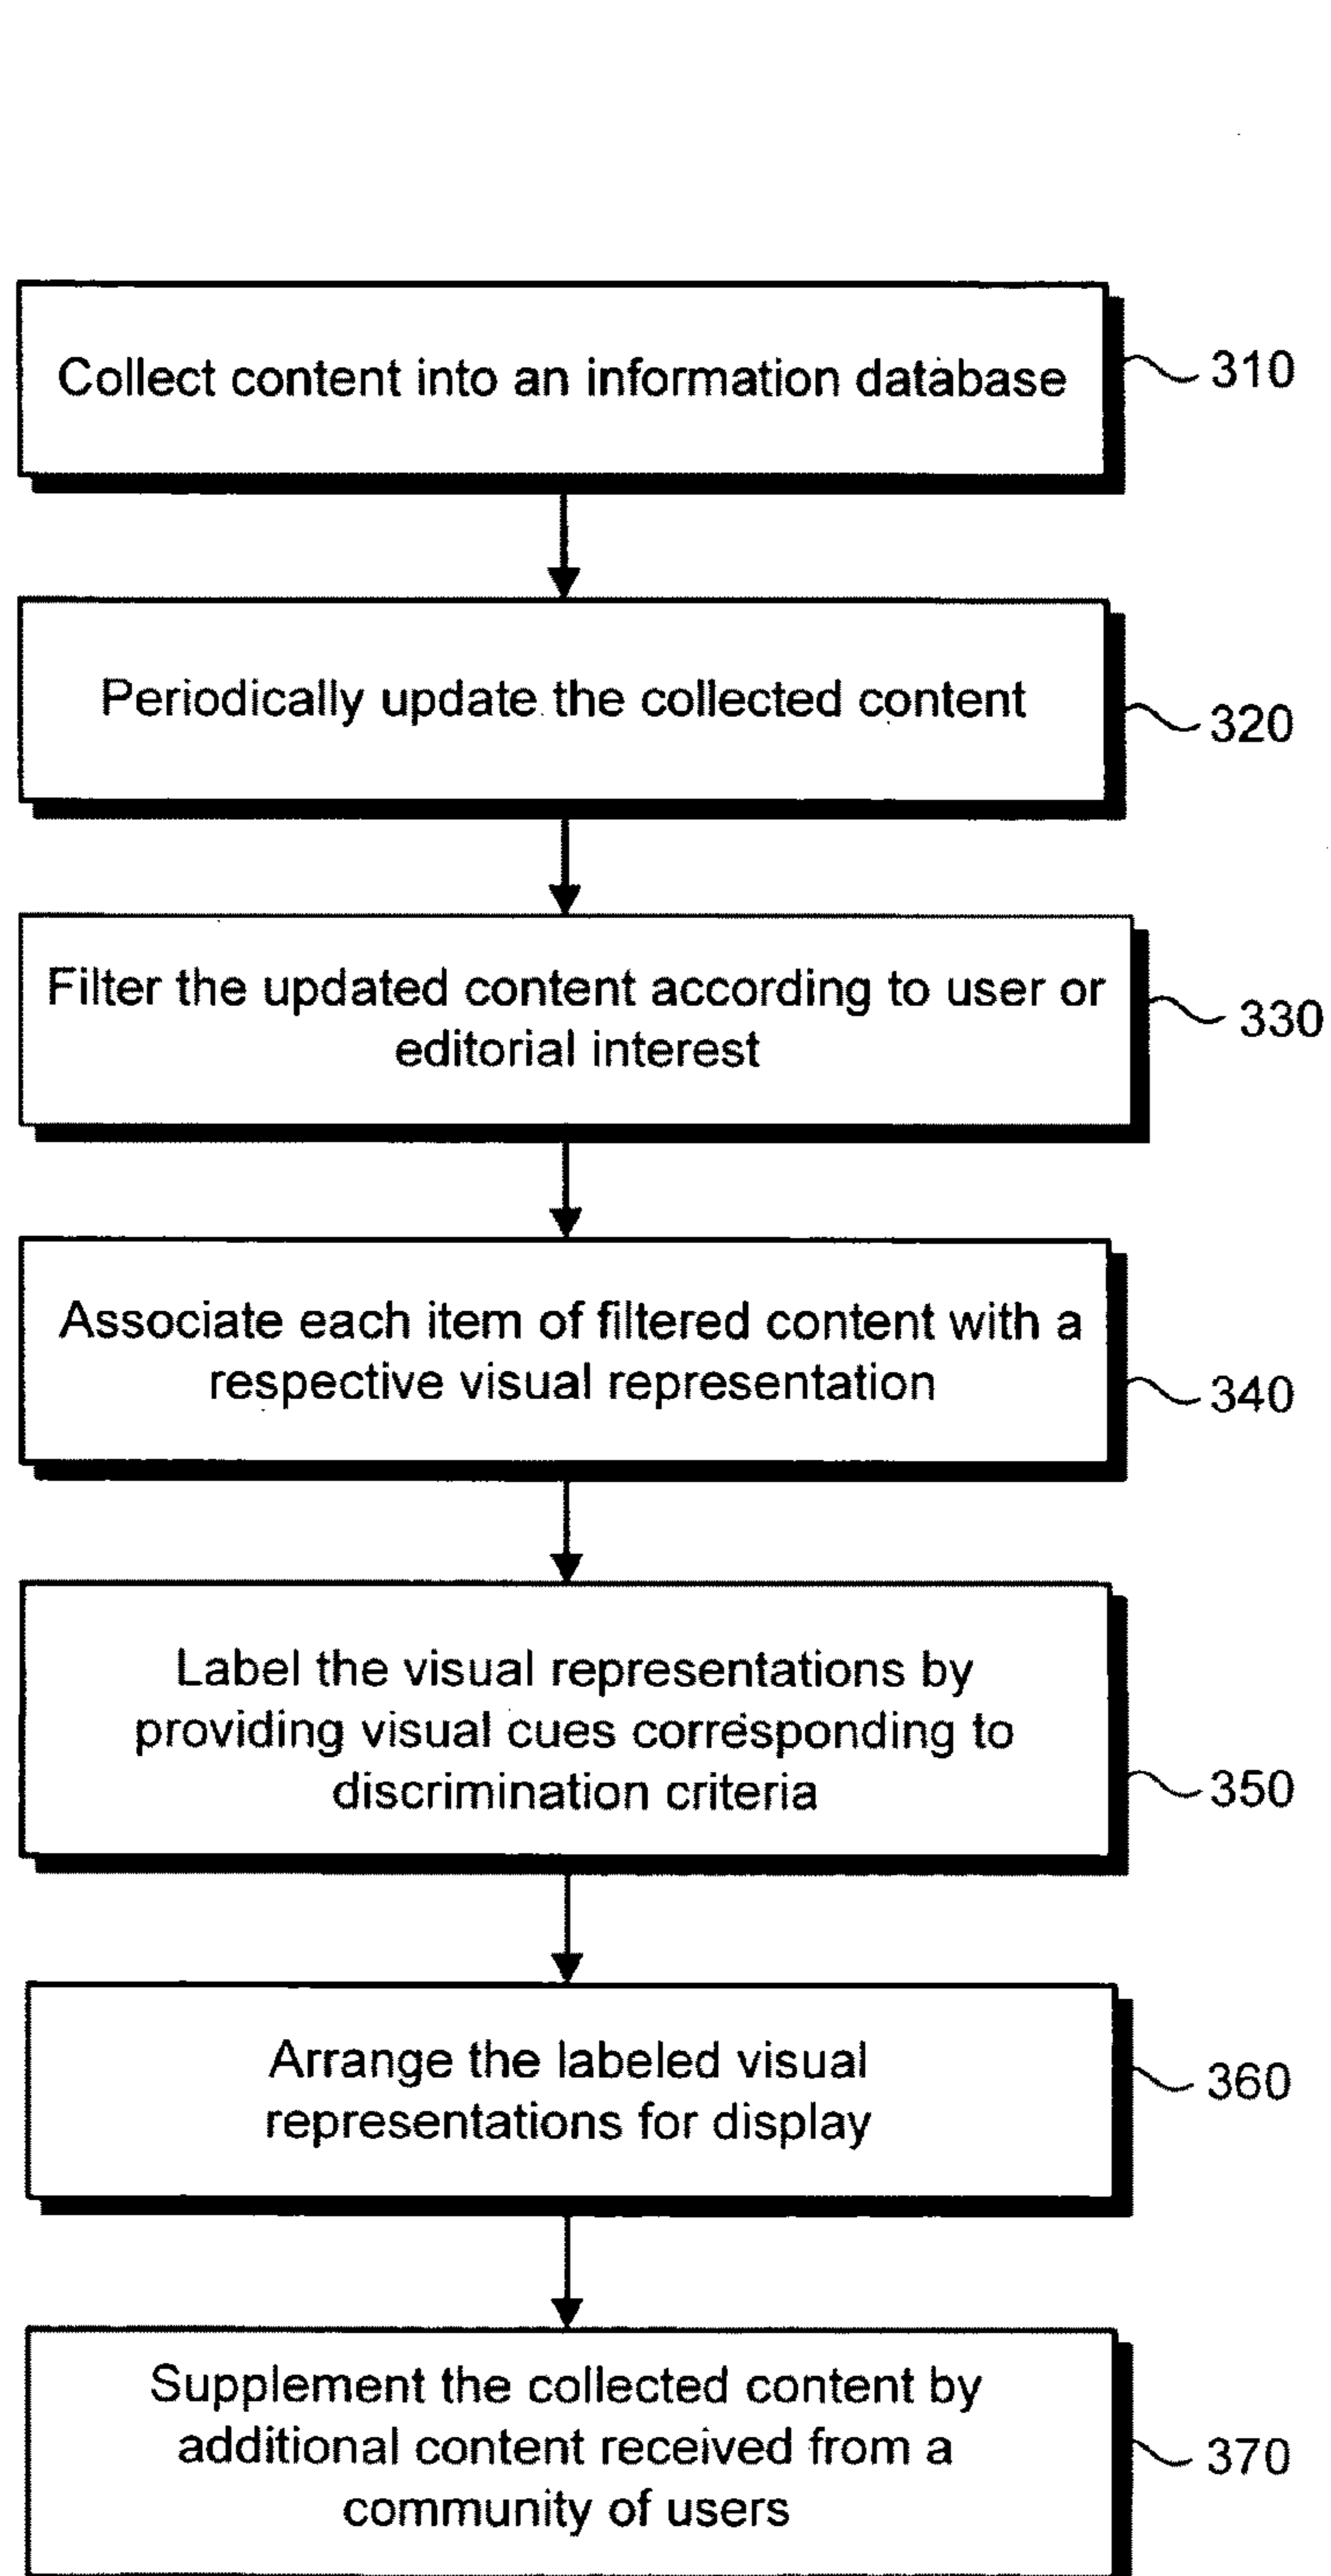 Collect content into an information database
310
Periodically update the collected content
320
Filter the updated content according to user or
editorial interest
330
Associate each item of filtered content with a
respective visual representation
340
Label the visual representations by
providing visual cues corresponding to
discrimination criteria
350
Arrange the labeled visual
representations for display
360
Supplement the collected content by
additional content received from a
community of users
370